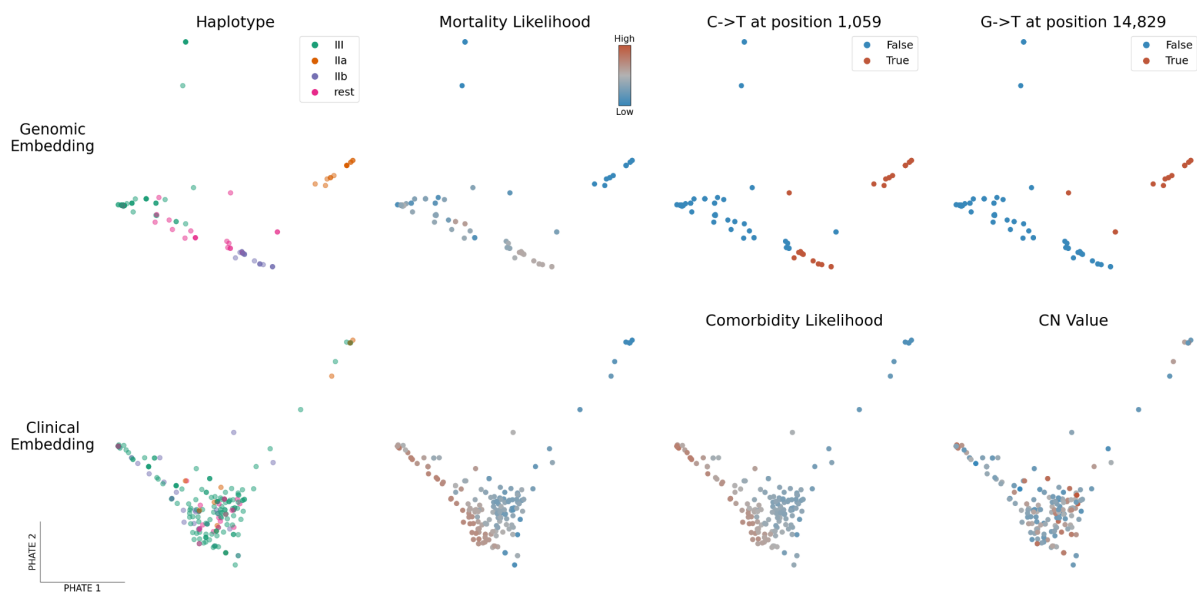 Haplotype
Mortality Likelihood
C->T at position 1,059
G->T at position 14,829
III
IIa
IIb
rest
High
Low
False
True
False
True
Genomic
Embedding
Comorbidity Likelihood
CN Value
Clinical
Embedding
PHATE 2
PHATE 1